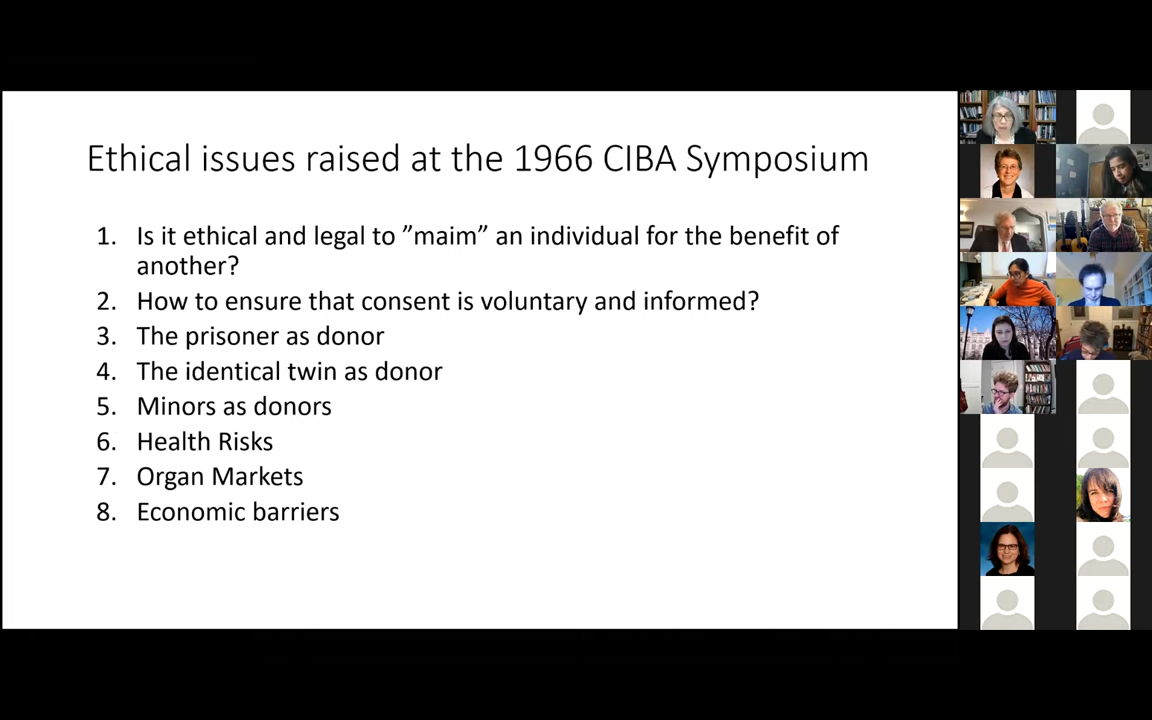 Ethical issues raised at the 1966 CIBA Symposium
1. Is it ethical and legal to ”maim” an individual for the benefit of
another?
2. How to ensure that consent is voluntary and informed?
3. The prisoner as donor
4. The identical twin as donor
5. Minors as donors
6. Health Risks
7. Organ Markets
8. Economic barriers